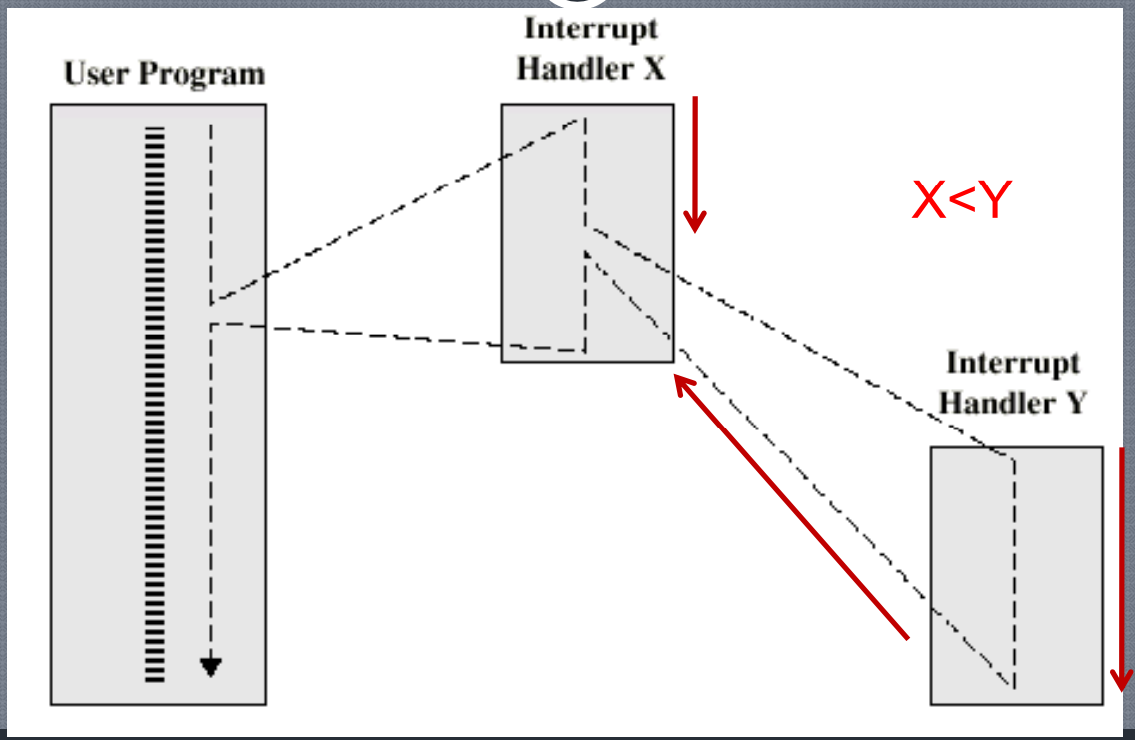 User Program
Interrupt
Handler X
X<Y
Interrupt
Handler Y